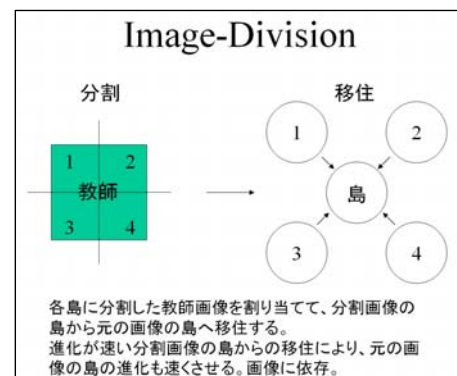 Image-Division
分割
移住
1 2
教師
3 4
1 2
島
3 4
各島に分割した教師画像を割り当てて、分割画像の
島から元の画像の島へ移住する。
進化が速い分割画像の島からの移住により、元の画
像の島の進化も速くさせる。画像に依存。